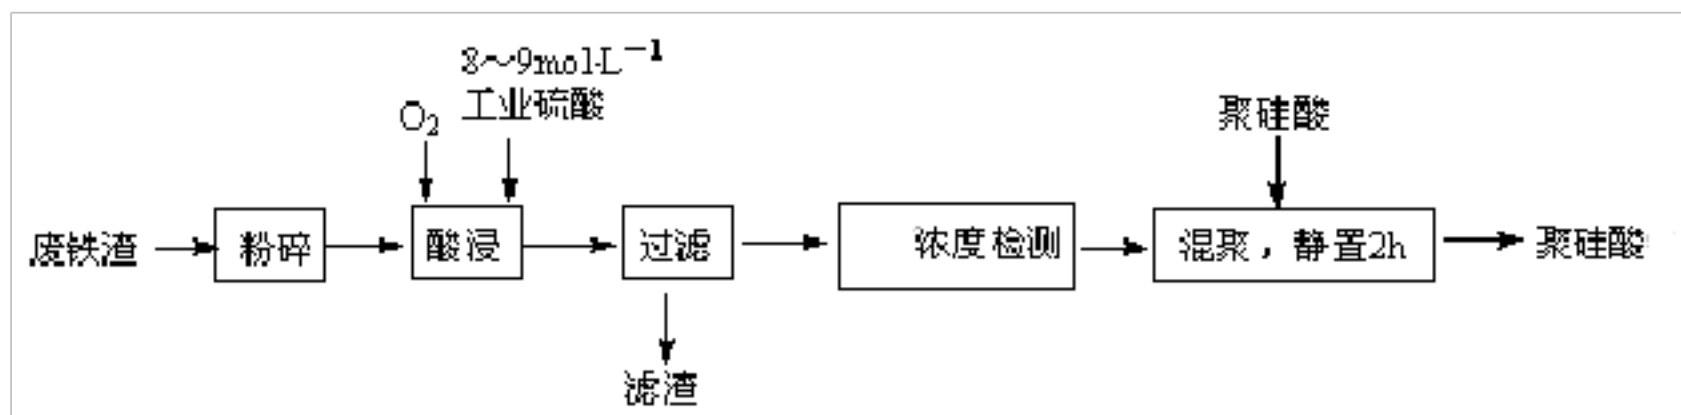 8～9mol·L⁻¹
工业硫酸
O₂
聚硅酸
废铁渣
粉碎
酸浸
过滤
浓度检测
混聚，静置2h
聚硅酸
滤渣